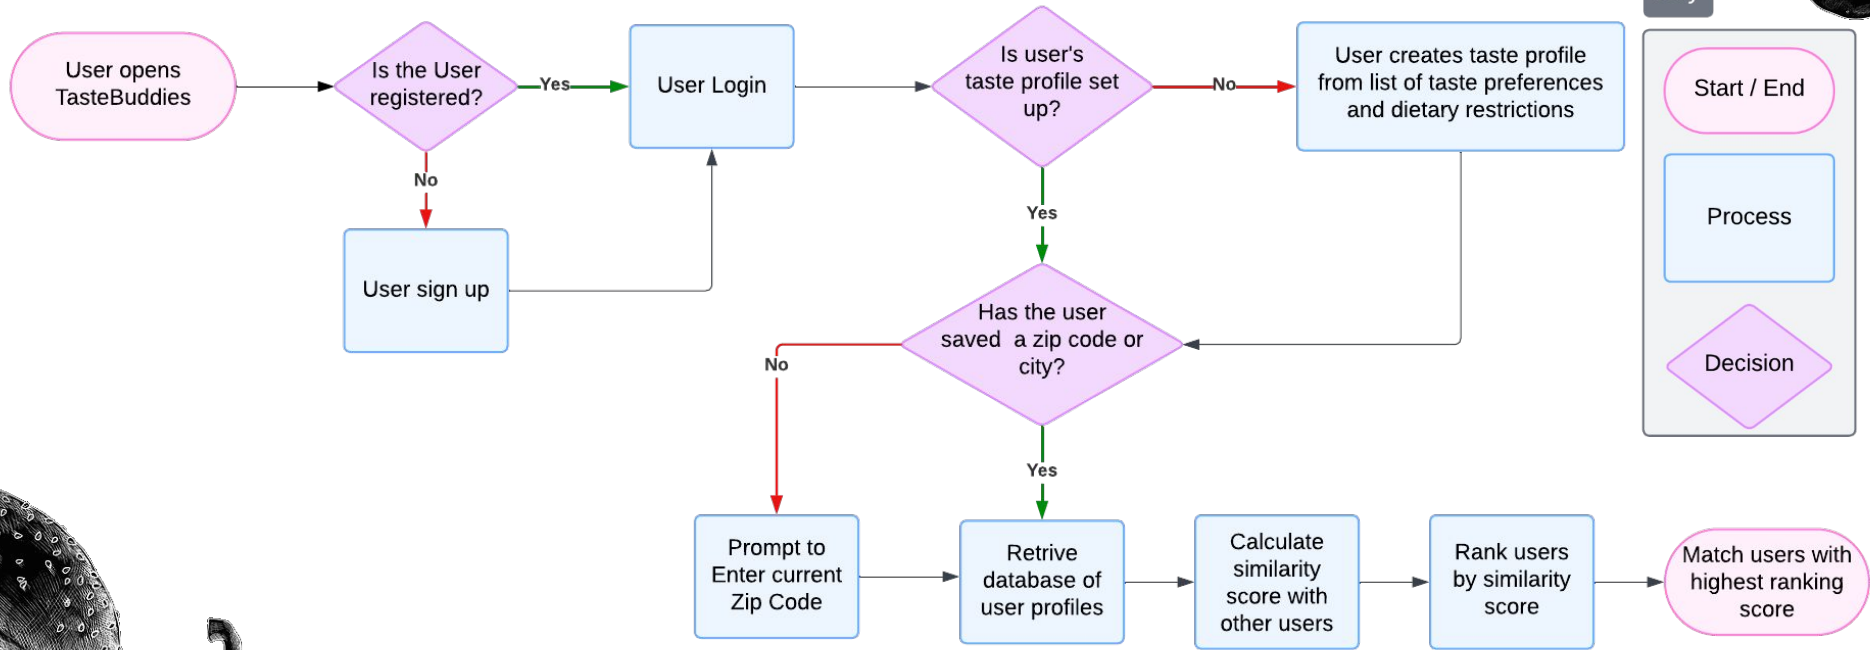 User opens
TasteBuddies
Is the User
registered?
Yes
No
User sign up
User Login
Is user's
taste profile set
up?
No
Yes
User creates taste profile
from list of taste preferences
and dietary restrictions
Has the user
saved  a zip code or
city?
No
Yes
Prompt to
Enter current
Zip Code
Retrive
database of
user profiles
Calculate
similarity
score with
other users
Rank users
by similarity
score
Match users with
highest ranking
score
Start / End
Process
Decision